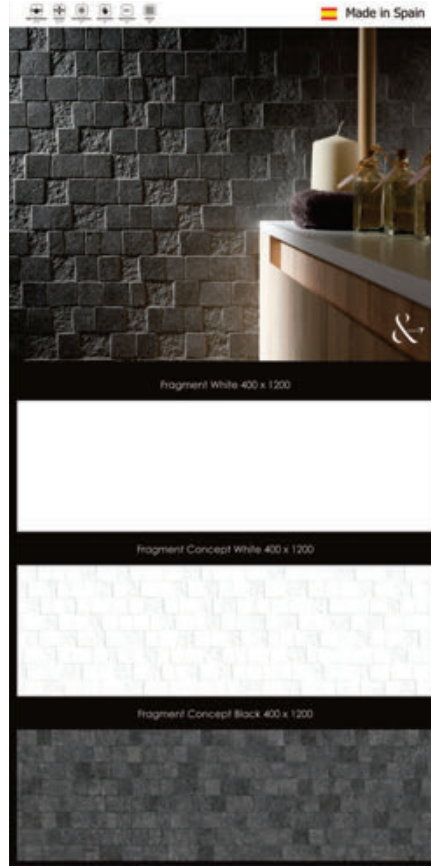 Made in Spain
&
Fragment White 400 x 1200
Fragment Concept White 400 x 1200
Fragment Concept Black 400 x 1200